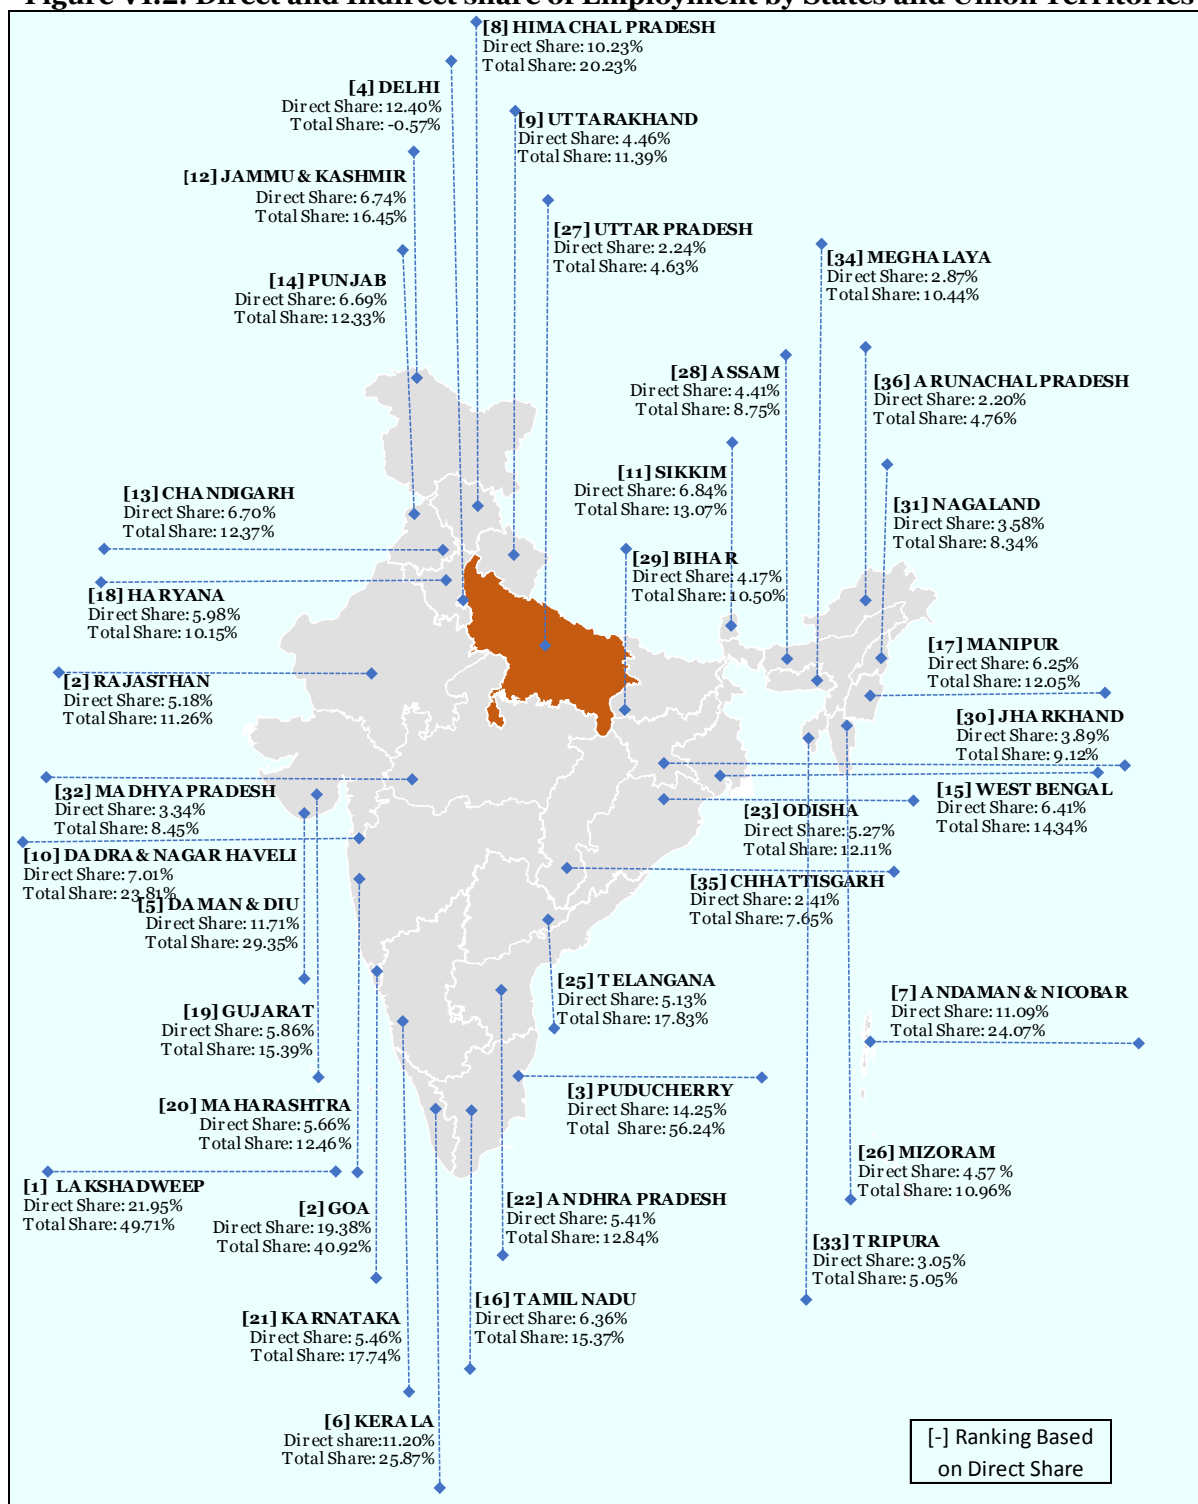 Figure VI.2: Direct and Indirect share of Employment by States and Union Territories
[8] HIMACHAL PRADESH
Direct Share: 10.23%
Total Share: 20.23%
[4] DELHI
Direct Share: 12.40%
Total Share: -0.57%
[9] UTTARAKHAND
Direct Share: 4.46%
Total Share: 11.39%
[12] JAMMU & KASHMIR
Direct Share: 6.74%
Total Share: 16.45%
[27] UTTAR PRADESH
Direct Share: 2.24%
Total Share: 4.63%
[34] MEGHALAYA
Direct Share: 2.87%
Total Share: 10.44%
[14] PUNJAB
Direct Share: 6.69%
Total Share: 12.33%
[28] ASSAM
Direct Share: 4.41%
Total Share: 8.75%
[36] ARUNACHAL PRADESH
Direct Share: 2.20%
Total Share: 4.76%
[11] SIKKIM
Direct Share: 6.84%
Total Share: 13.07%
[13] CHANDIGARH
Direct Share: 6.70%
Total Share: 12.37%
[31] NAGALAND
Direct Share: 3.58%
Total Share: 8.34%
[29] BIHAR
Direct Share: 4.17%
Total Share: 10.50%
[18] HARYANA
Direct Share: 5.98%
Total Share: 10.15%
[17] MANIPUR
Direct Share: 6.25%
Total Share: 12.05%
[2] RAJASTHAN
Direct Share: 5.18%
Total Share: 11.26%
[30] JHARKHAND
Direct Share: 3.89%
Total Share: 9.12%
[32] MADHYA PRADESH
Direct Share: 3.34%
Total Share: 8.45%
[15] WEST BENGAL
Direct Share: 6.41%
Total Share: 14.34%
[23] ODISHA
Direct Share: 5.27%
Total Share: 12.11%
[10] DADRA & NAGAR HAVELI
Direct Share: 7.01%
Total Share: 23.81%
[35] CHHATTISGARH
Direct Share: 2.41%
Total Share: 7.65%
[5] DAMAN & DIU
Direct Share: 11.71%
Total Share: 29.35%
[25] TELANGANA
Direct Share: 5.13%
Total Share: 17.83%
[7] ANDAMAN & NICOBAR
Direct Share: 11.09%
Total Share: 24.07%
[19] GUJARAT
Direct Share: 5.86%
Total Share: 15.39%
[3] PUDUCHERRY
Direct Share: 14.25%
Total Share: 56.24%
[20] MAHARASHTRA
Direct Share: 5.66%
Total Share: 12.46%
[26] MIZORAM
Direct Share: 4.57 %
Total Share: 10.96%
[1] LAKSHADWEEP
Direct Share: 21.95%
Total Share: 49.71%
[2] GOA
Direct Share: 19.38%
Total Share: 40.92%
[22] ANDHRA PRADESH
Direct Share: 5.41%
Total Share: 12.84%
[33] TRIPURA
Direct Share: 3.05%
Total Share: 5.05%
[16] TAMIL NADU
Direct Share: 6.36%
Total Share: 15.37%
[21] KARNATAKA
Direct Share: 5.46%
Total Share: 17.74%
[6] KERALA
Direct share:11.20%
Total Share: 25.87%
[-] Ranking Based
on Direct Share